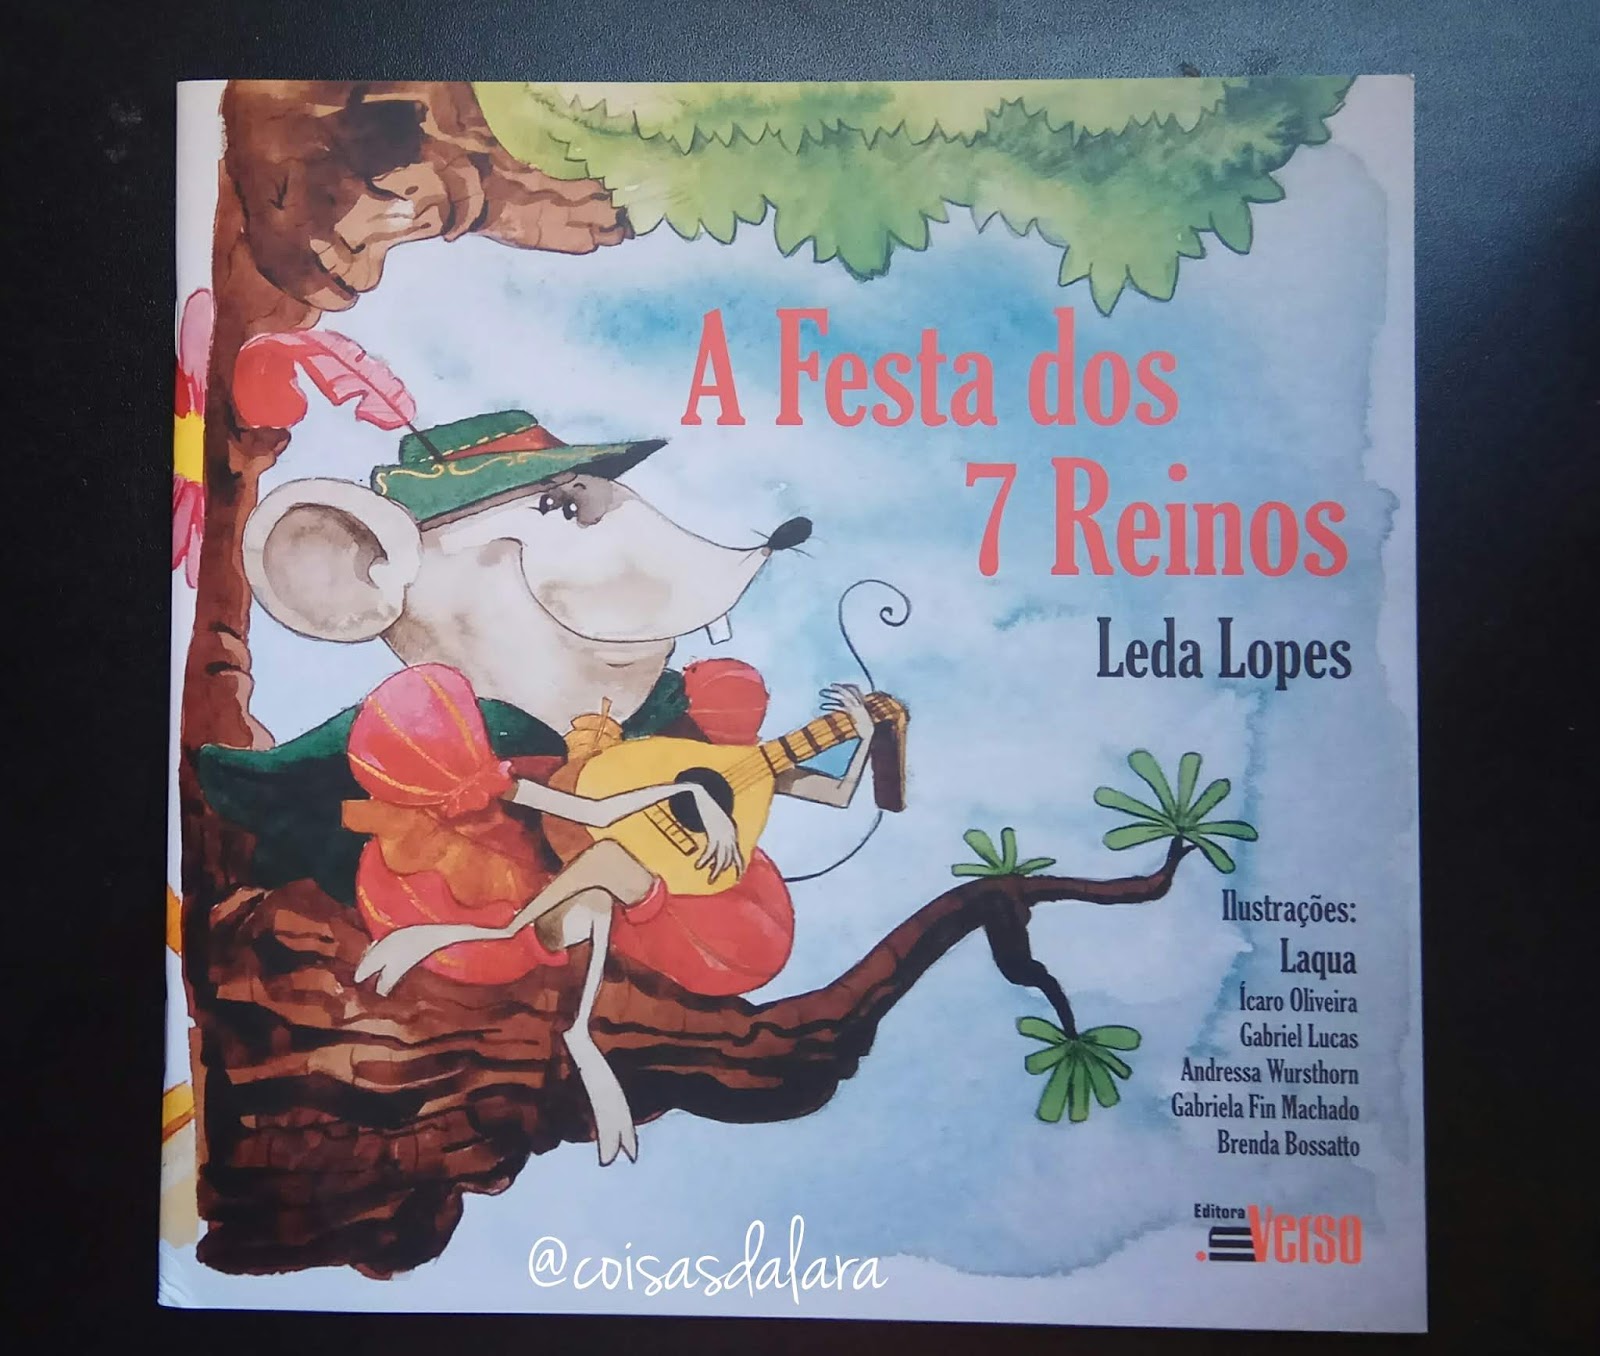 A Festa dos
7 Reinos
Leda Lopes
Ilustrações:
Laqua
Ícaro Oliveira
Gabriel Lucas
Andressa Wursthorn
Gabriela Fin Machado
Brenda Bossatto
Editora
.inVerso
@coisasdalara